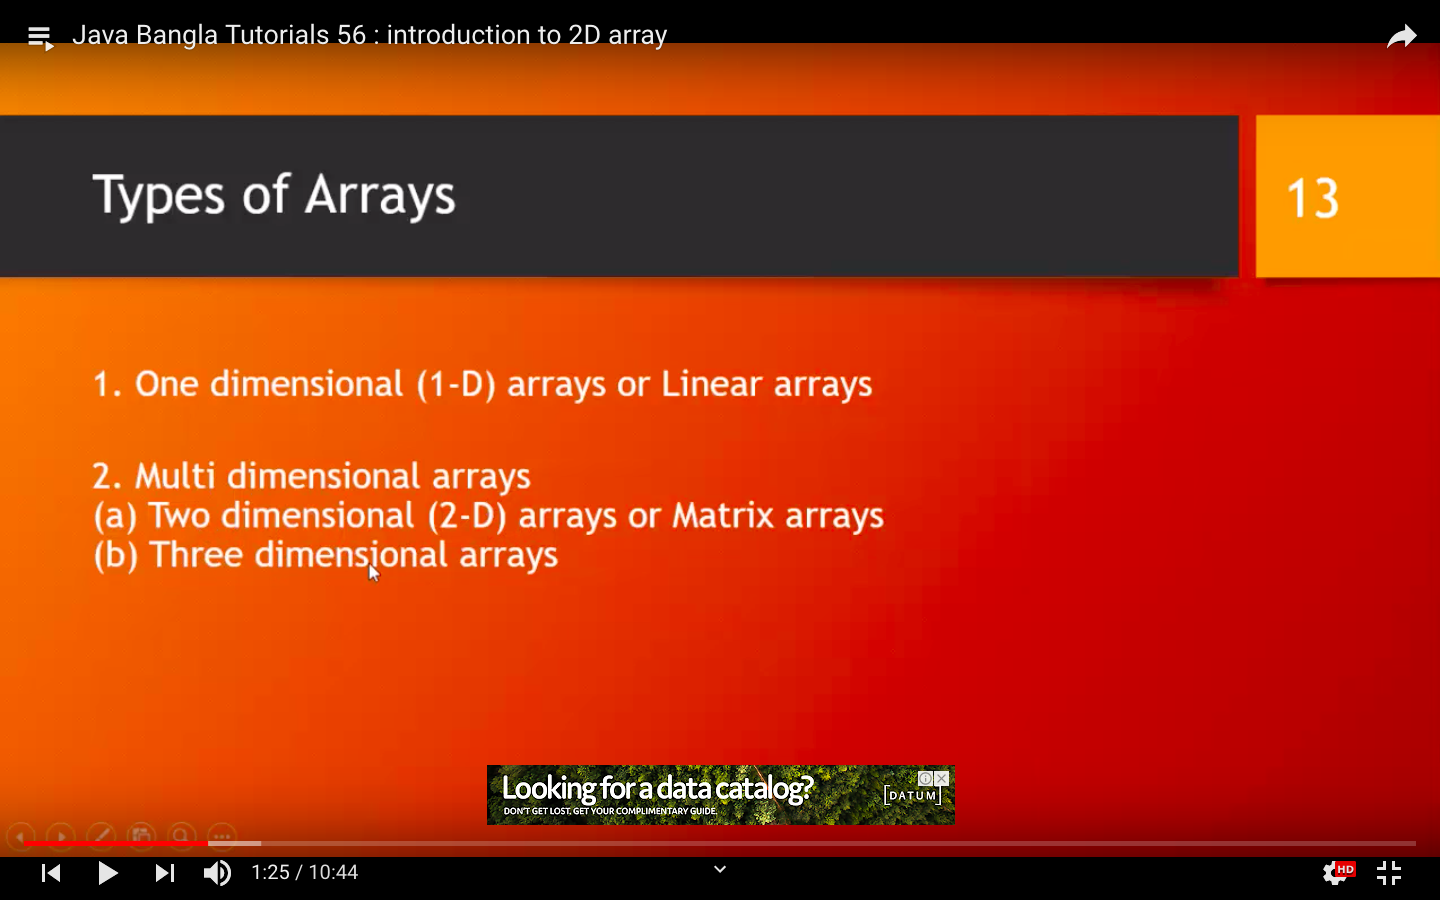 Java Bangla Tutorials 56 : introduction to 2D array
Types of Arrays
13
1. One dimensional (1-D) arrays or Linear arrays
2. Multi dimensional arrays
(a) Two dimensional (2-D) arrays or Matrix arrays
(b) Three dimensional arrays
Looking for a data catalog?
DON'T GET LOST, GET YOUR COMPLIMENTARY GUIDE.
[DATUM]
1:25 / 10:44
HD